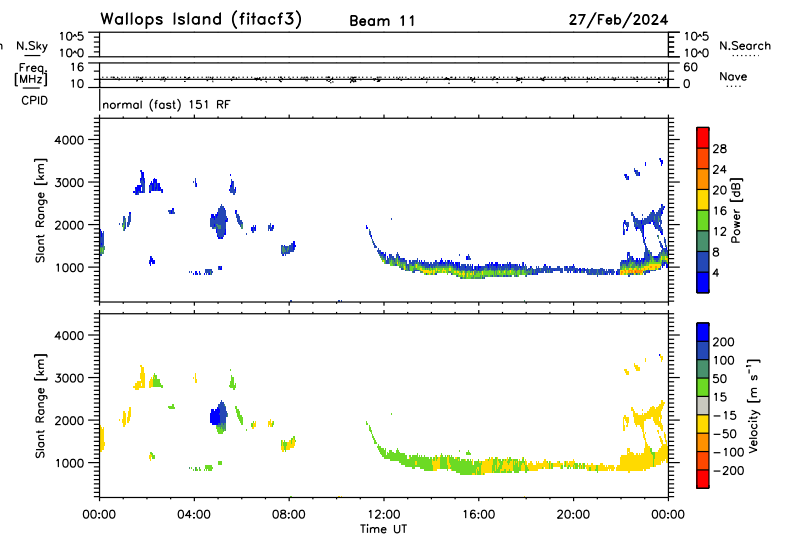 Wallops Island (fitacf3) Beam 11 27/Feb/2024
n N.Sky 10^5 10^5 N.Search
10^0 10^0
Freq. 16 60 Nave
[MHz] 10 0
CPID normal (fast) 151 RF
4000
3000
2000
1000
Slant Range [km]
28
24
20
16
12
8
4
Power [dB]
4000
3000
2000
1000
Slant Range [km]
200
100
50
15
−15
−50
−100
−200
Velocity [m s⁻¹]
00:00 04:00 08:00 12:00 16:00 20:00 00:00
Time UT